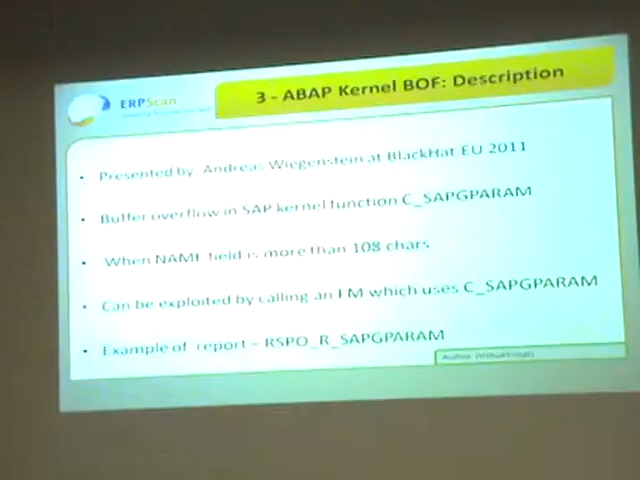 ERPScan
3 - ABAP Kernel BOF: Description
• Presented by Andreas Wiegenstein at BlackHat EU 2011
• Buffer overflow in SAP kernel function C_SAPGPARAM
• When NAME field is more than 108 chars
• Can be exploited by calling an FM which uses C_SAPGPARAM
• Example of report – RSPO_R_SAPGPARAM
Author